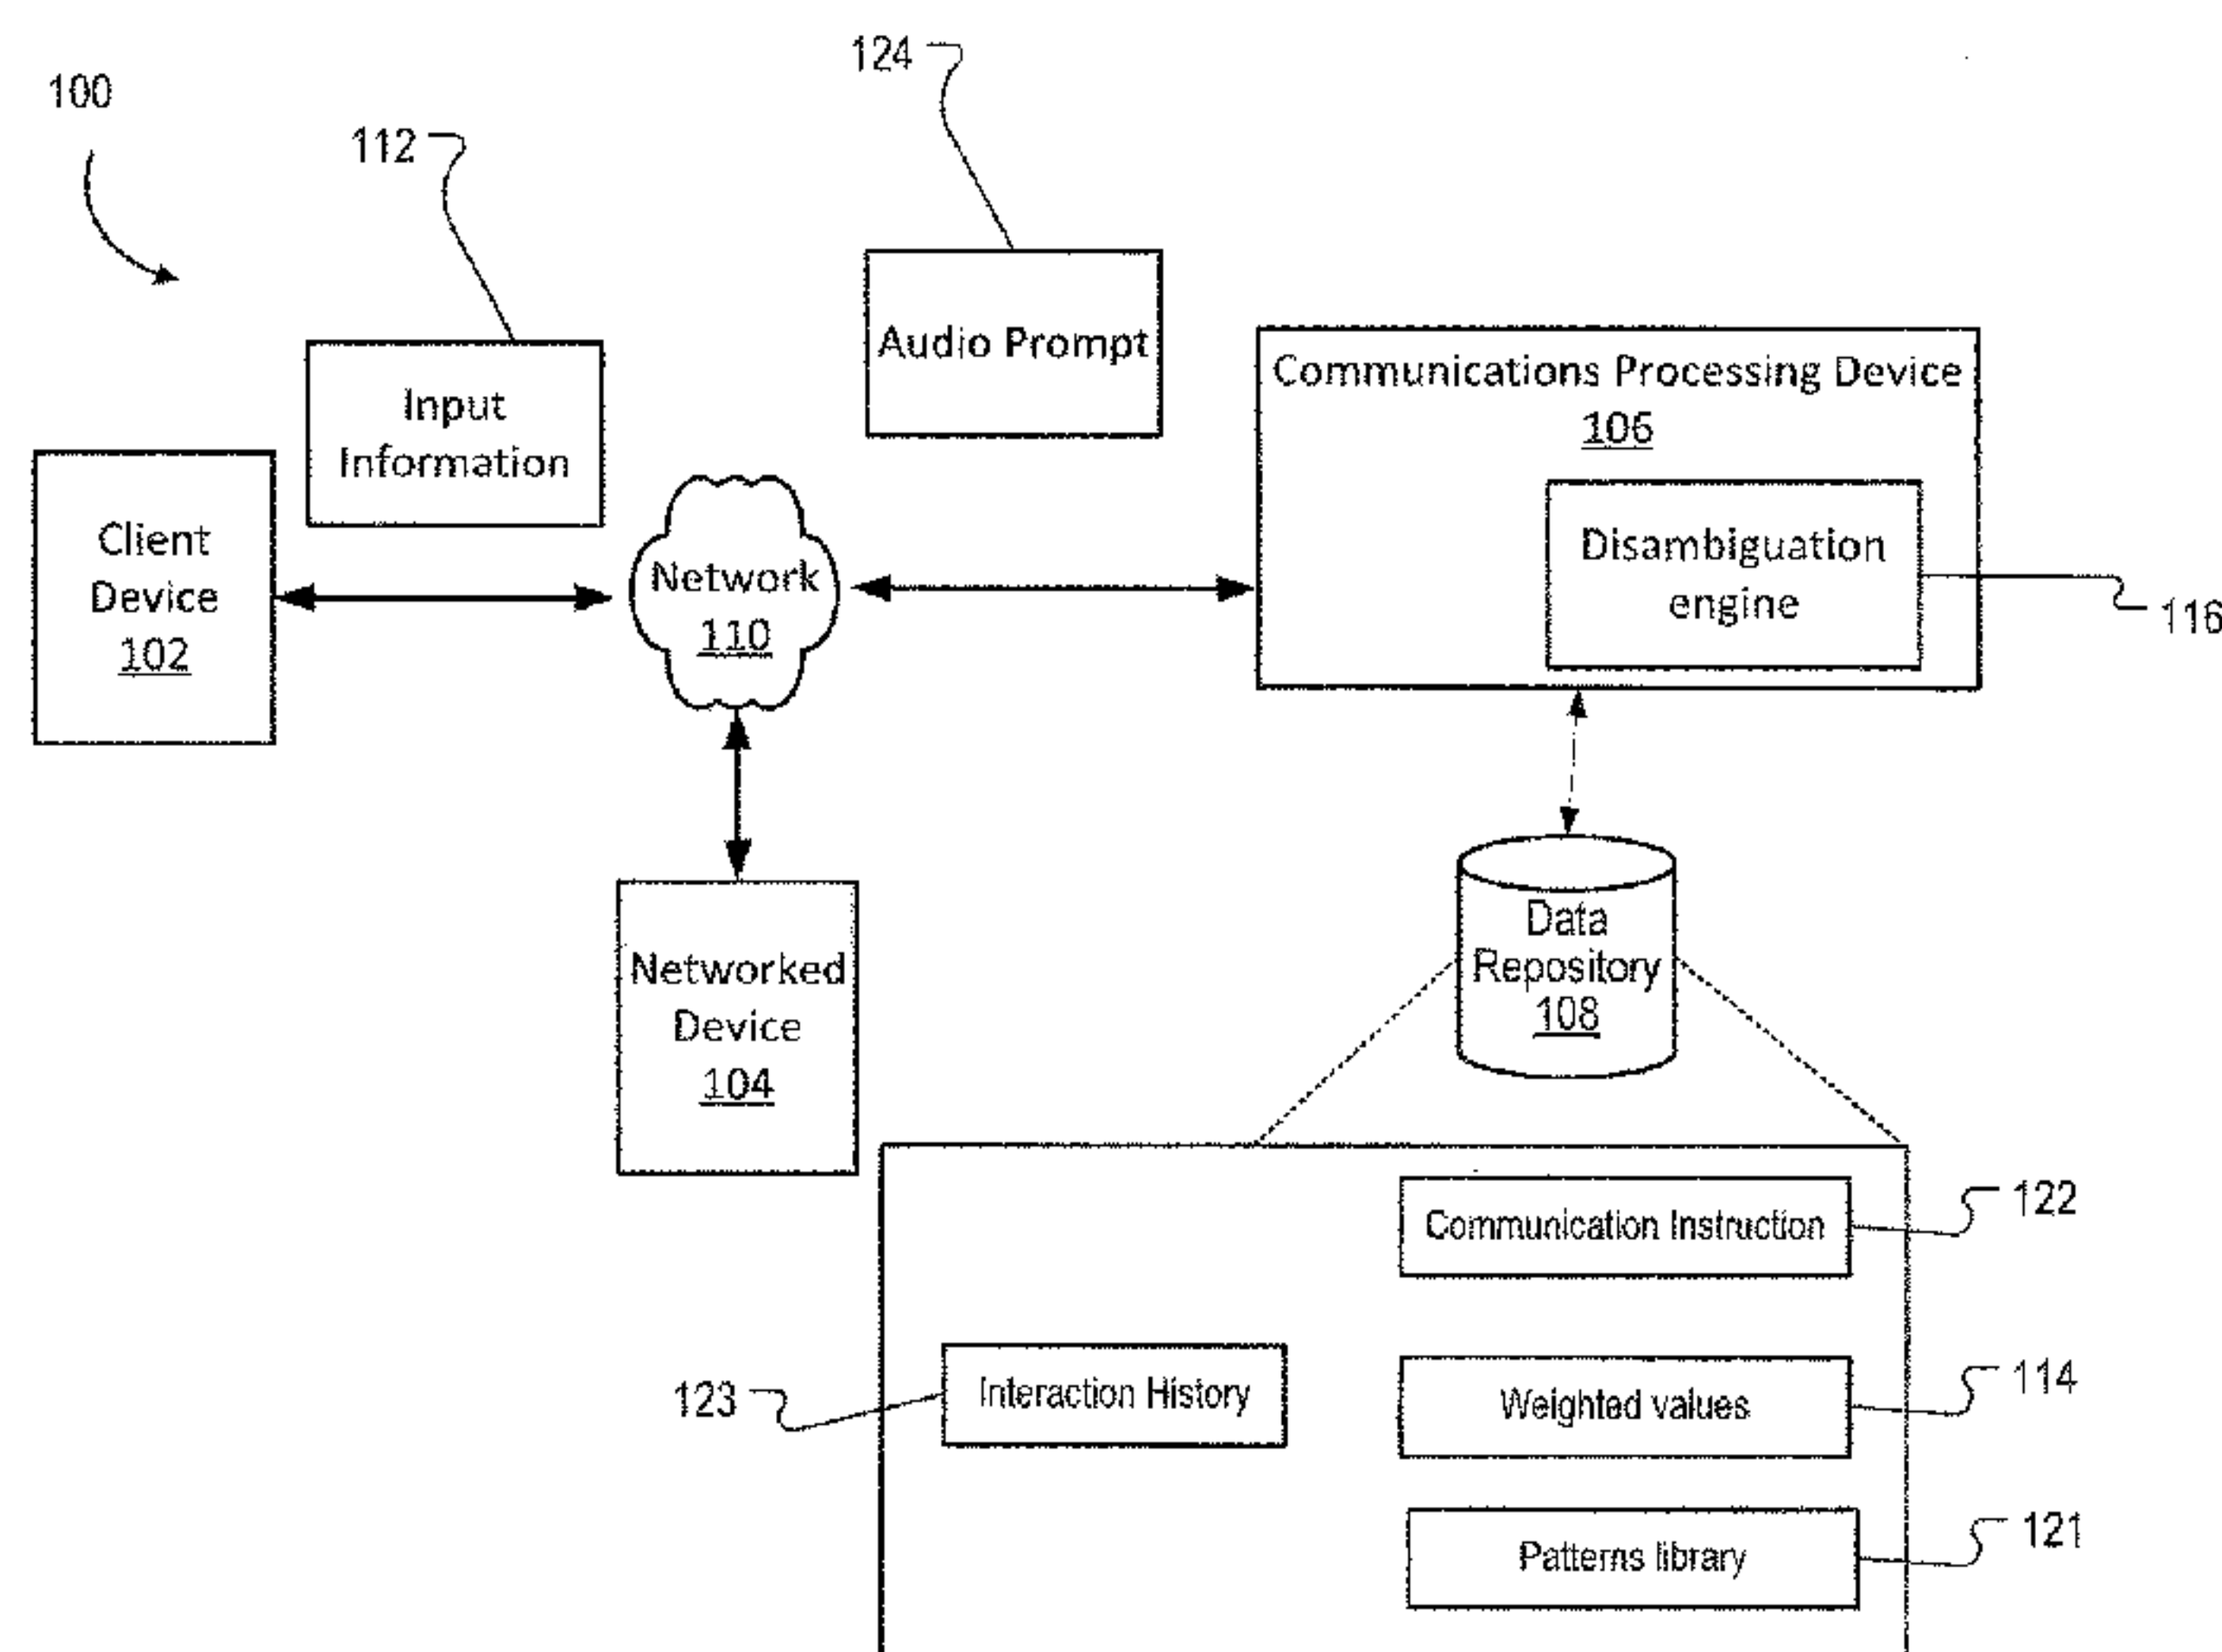 124
100
112
Audio Prompt
Input
Information
Communications Processing Device
106
Client
Device
102
Network
110
Disambiguation
engine
116
Networked
Device
104
Data
Repository
108
Communication Instruction
122
Interaction History
123
Weighted values
114
Patterns library
121